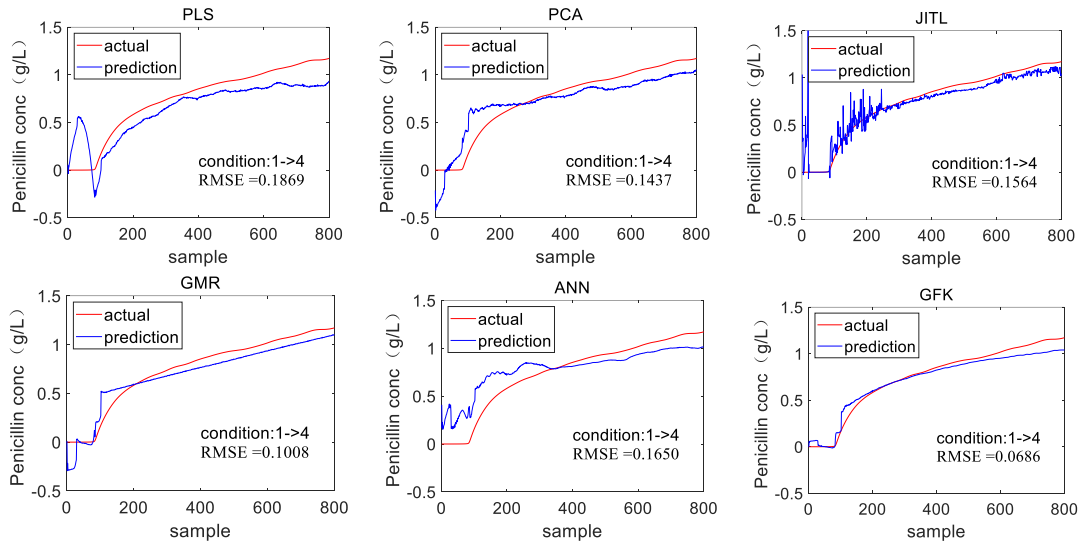 PLS
1.5
1
0.5
0
-0.5
Penicillin conc（g/L）
actual
prediction
condition:1->4
RMSE =0.1869
0
200
400
600
800
sample
PCA
1.5
1
0.5
0
-0.5
Penicillin conc（g/L）
actual
prediction
condition:1->4
RMSE =0.1437
0
200
400
600
800
sample
JITL
1.5
1
0.5
0
-0.5
Penicillin conc（g/L）
actual
prediction
condition:1->4
RMSE =0.1564
0
200
400
600
800
sample
GMR
1.5
1
0.5
0
-0.5
Penicillin conc（g/L）
actual
prediction
condition:1->4
RMSE =0.1008
0
200
400
600
800
sample
ANN
1.5
1
0.5
0
-0.5
Penicillin conc（g/L）
actual
prediction
condition:1->4
RMSE =0.1650
0
200
400
600
800
sample
GFK
1.5
1
0.5
0
-0.5
Penicillin conc（g/L）
actual
prediction
condition:1->4
RMSE =0.0686
0
200
400
600
800
sample